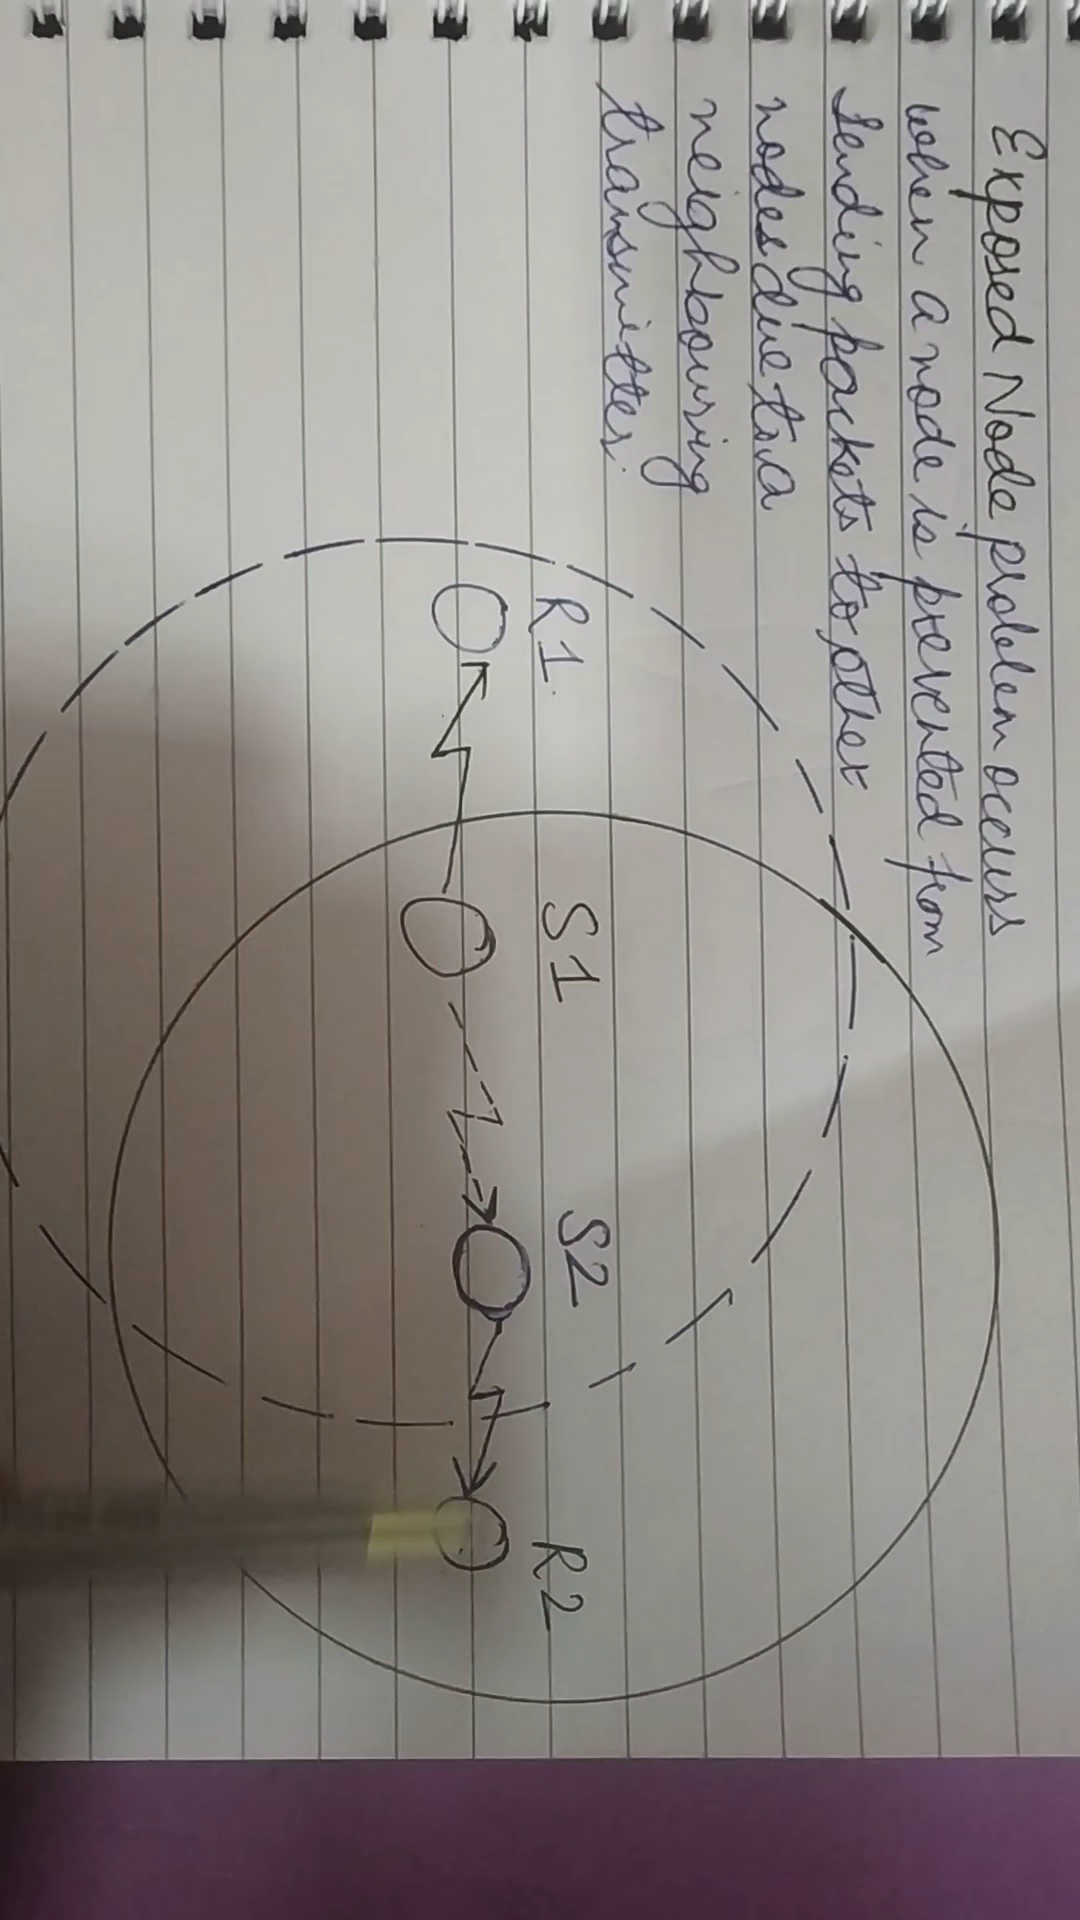 Exposed Node problem occurs
when a node is prevented from
sending packets to other
nodes due to a
neighbouring
transmitter.
R1 S1 S2 R2